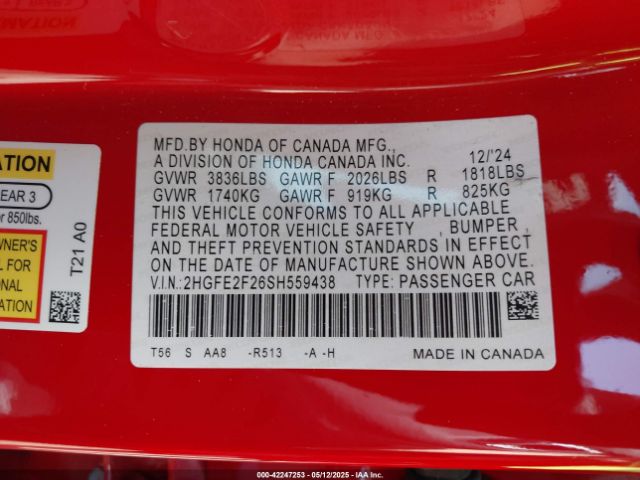 MFD.BY HONDA OF CANADA MFG.,
A DIVISION OF HONDA CANADA INC. 12/'24
GVWR 3836LBS GAWR F 2026LBS R 1818LBS
GVWR 1740KG GAWR F 919KG R 825KG
THIS VEHICLE CONFORMS TO ALL APPLICABLE
FEDERAL MOTOR VEHICLE SAFETY , BUMPER ,
AND THEFT PREVENTION STANDARDS IN EFFECT
ON THE DATE OF MANUFACTURE SHOWN ABOVE.
V.I.N.: 2HGFE2F26SH559438 TYPE: PASSENGER CAR
T56 S AA8 -R513 -A -H MADE IN CANADA
EAR 3
850lbs.
WNER'S
FOR
ONAL
T21 A0
000-42247253 - 05/12/2025 - Copyright IAA, LLC.